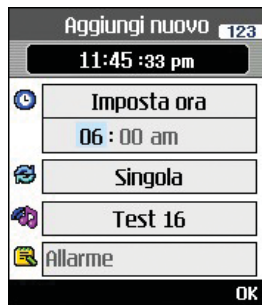 Aggiungi nuovo 123
11:45 :33 pm
Imposta ora
06 : 00 am
Singola
Test 16
Allarme
OK